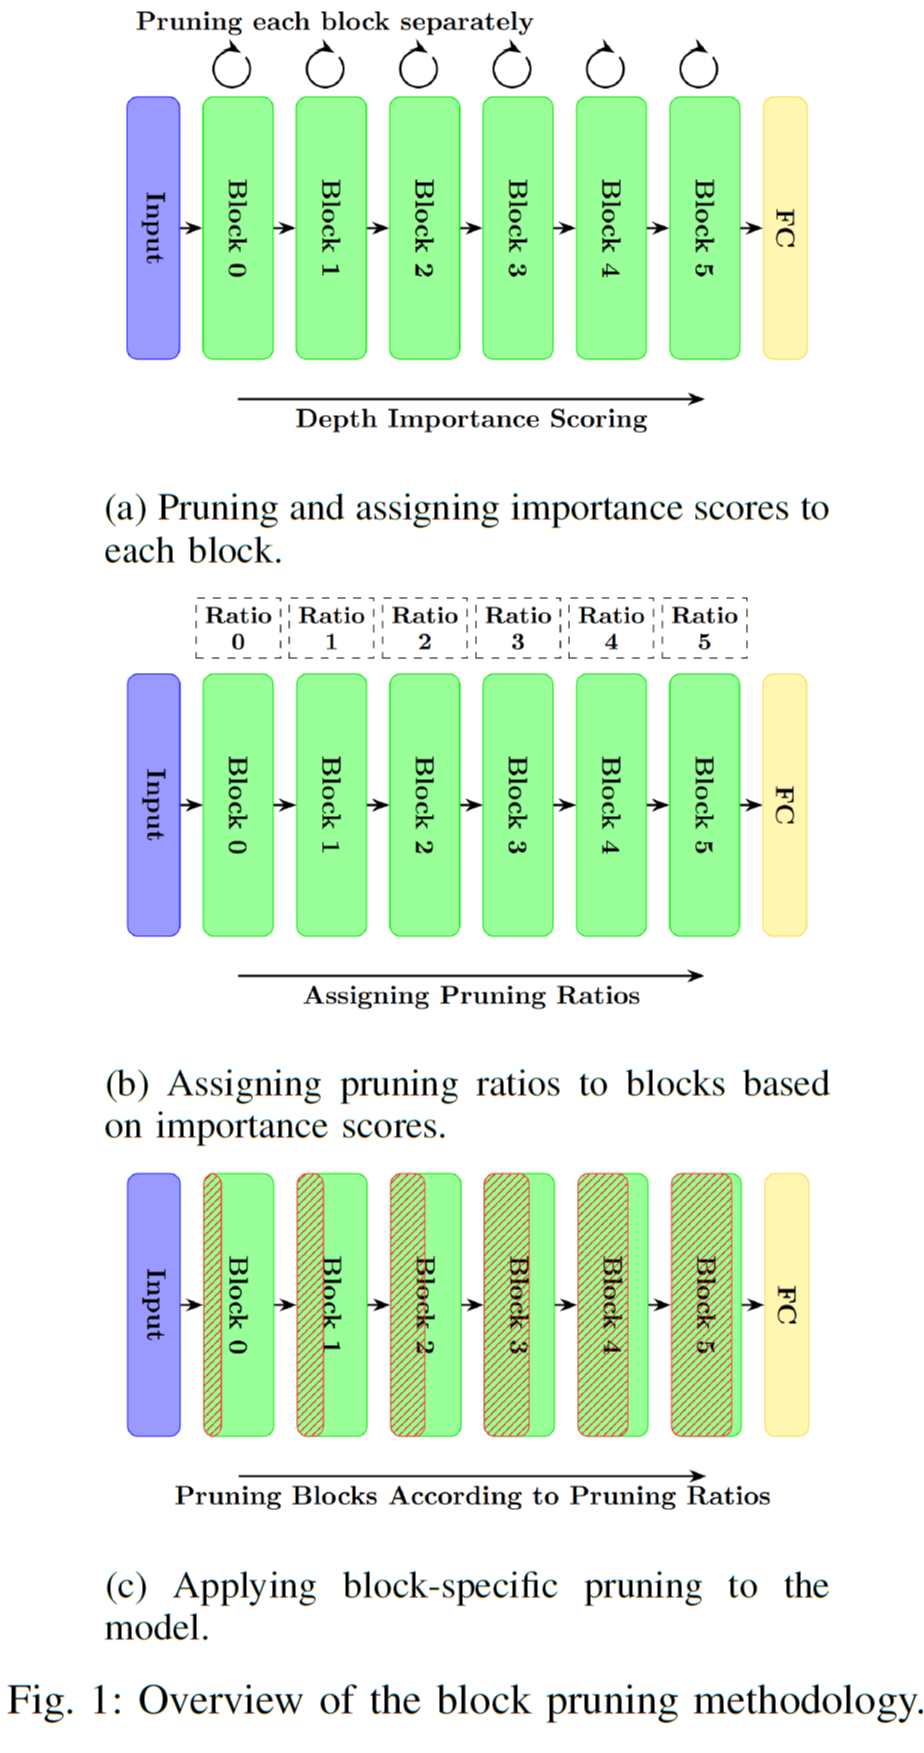 Pruning each block separately
Input
Block 0
Block 1
Block 2
Block 3
Block 4
Block 5
FC
Depth Importance Scoring
(a) Pruning and assigning importance scores to
each block.
Ratio
0
Ratio
1
Ratio
2
Ratio
3
Ratio
4
Ratio
5
Input
Block 0
Block 1
Block 2
Block 3
Block 4
Block 5
FC
Assigning Pruning Ratios
(b) Assigning pruning ratios to blocks based
on importance scores.
Input
Block 0
Block 1
Block 2
Block 3
Block 4
Block 5
FC
Pruning Blocks According to Pruning Ratios
(c) Applying block-specific pruning to the
model.
Fig. 1: Overview of the block pruning methodology.